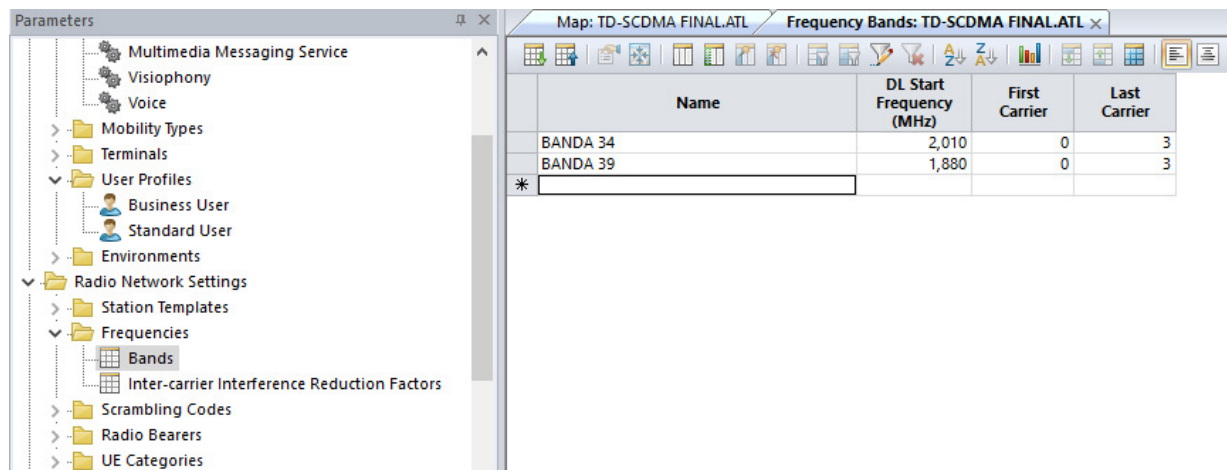 Parameters
Multimedia Messaging Service
Visiophony
Voice
Mobility Types
Terminals
User Profiles
Business User
Standard User
Environments
Radio Network Settings
Station Templates
Frequencies
Bands
Inter-carrier Interference Reduction Factors
Scrambling Codes
Radio Bearers
UE Categories
Map: TD-SCDMA FINAL.ATL
Frequency Bands: TD-SCDMA FINAL.ATL
Name DL Start Frequency (MHz) First Carrier Last Carrier
BANDA 34 2,010 0 3
BANDA 39 1,880 0 3